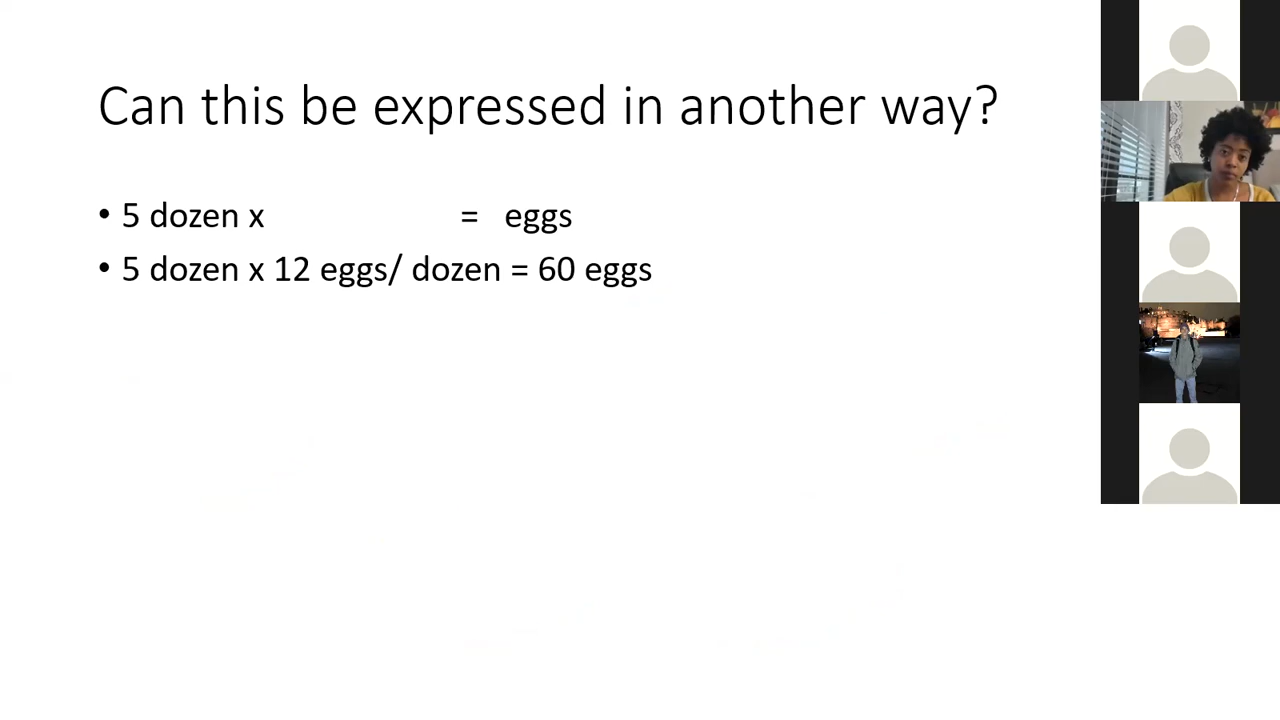 Can this be expressed in another way?
• 5 dozen x = eggs
• 5 dozen x 12 eggs/ dozen = 60 eggs